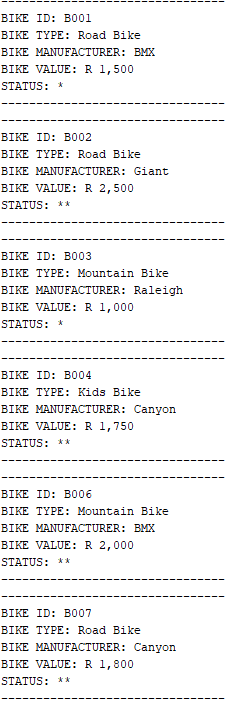 --------------------------------
BIKE ID: B001
BIKE TYPE: Road Bike
BIKE MANUFACTURER: BMX
BIKE VALUE: R 1,500
STATUS: *
--------------------------------
--------------------------------
BIKE ID: B002
BIKE TYPE: Road Bike
BIKE MANUFACTURER: Giant
BIKE VALUE: R 2,500
STATUS: **
--------------------------------
--------------------------------
BIKE ID: B003
BIKE TYPE: Mountain Bike
BIKE MANUFACTURER: Raleigh
BIKE VALUE: R 1,000
STATUS: *
--------------------------------
--------------------------------
BIKE ID: B004
BIKE TYPE: Kids Bike
BIKE MANUFACTURER: Canyon
BIKE VALUE: R 1,750
STATUS: **
--------------------------------
--------------------------------
BIKE ID: B006
BIKE TYPE: Mountain Bike
BIKE MANUFACTURER: BMX
BIKE VALUE: R 2,000
STATUS: **
--------------------------------
--------------------------------
BIKE ID: B007
BIKE TYPE: Road Bike
BIKE MANUFACTURER: Canyon
BIKE VALUE: R 1,800
STATUS: **
--------------------------------